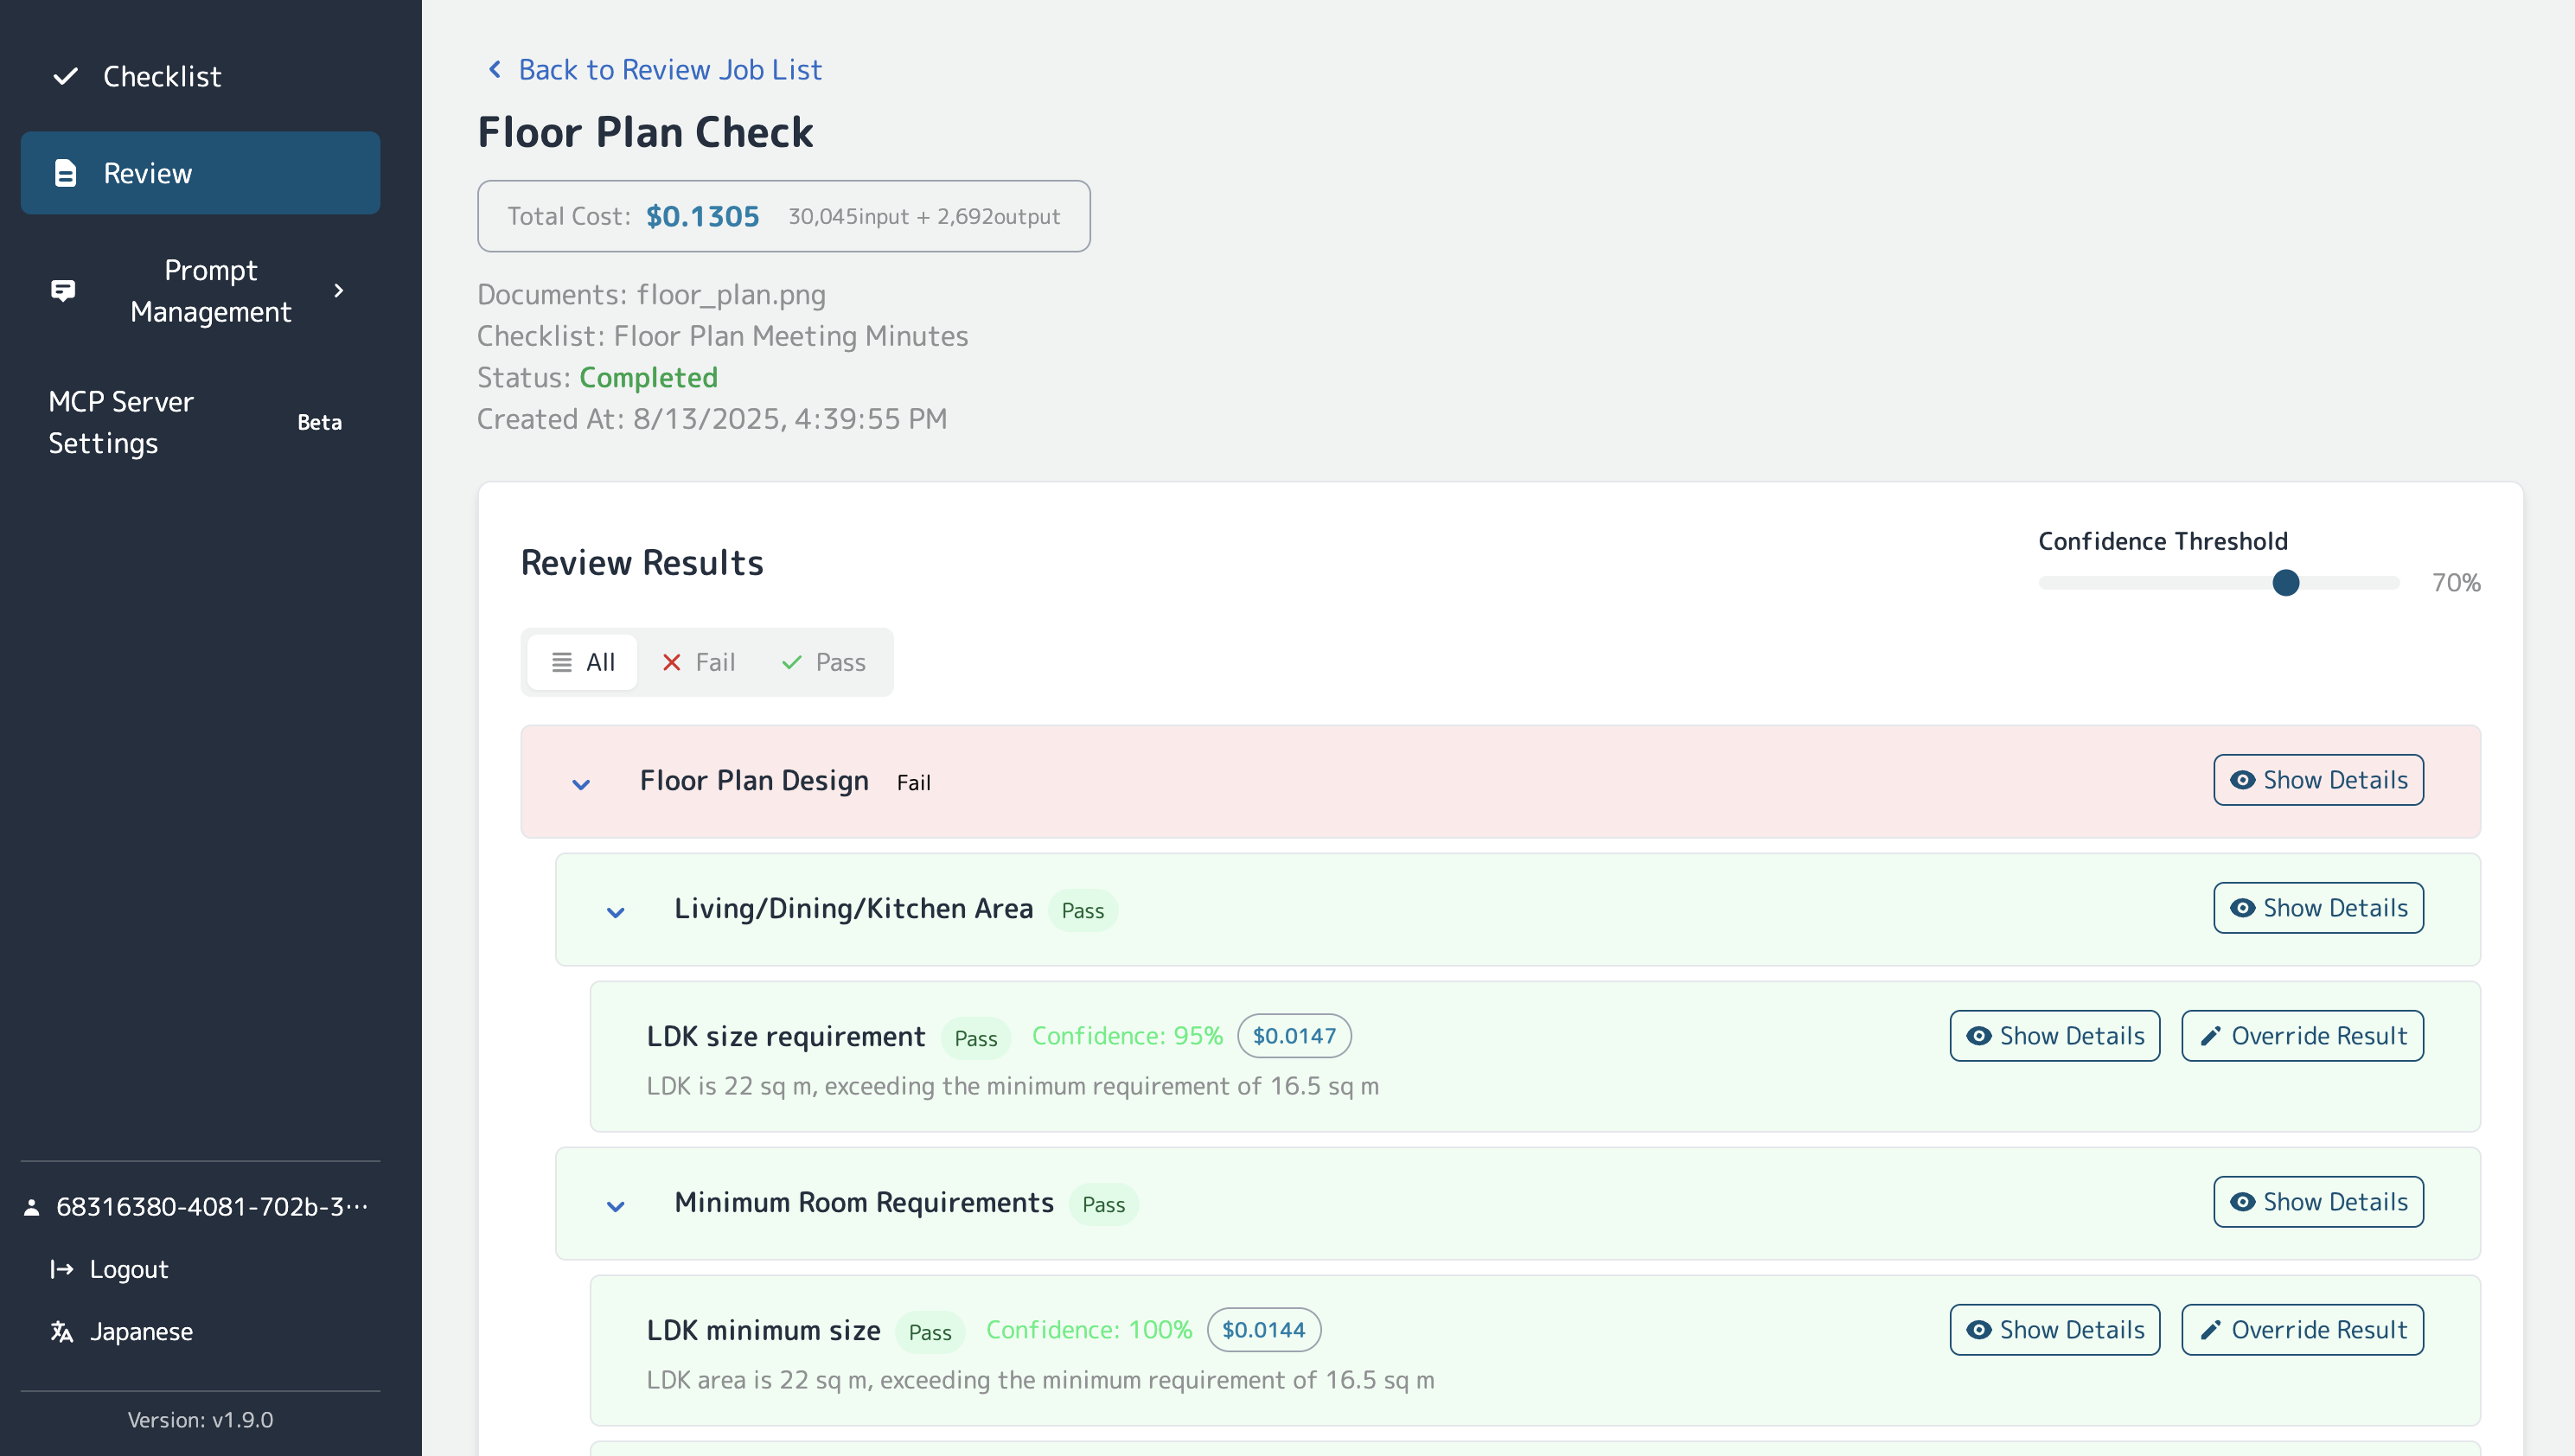 Checklist
Review
Prompt
Management
MCP Server
Settings
Beta
68316380-4081-702b-3...
Logout
Japanese
Version: v1.9.0
Back to Review Job List
Floor Plan Check
Total Cost: $0.1305 30,045input + 2,692output
Documents: floor_plan.png
Checklist: Floor Plan Meeting Minutes
Status: Completed
Created At: 8/13/2025, 4:39:55 PM
Review Results
Confidence Threshold
70%
All Fail Pass
Floor Plan Design Fail Show Details
Living/Dining/Kitchen Area Pass Show Details
LDK size requirement Pass Confidence: 95% $0.0147 Show Details Override Result
LDK is 22 sq m, exceeding the minimum requirement of 16.5 sq m
Minimum Room Requirements Pass Show Details
LDK minimum size Pass Confidence: 100% $0.0144 Show Details Override Result
LDK area is 22 sq m, exceeding the minimum requirement of 16.5 sq m